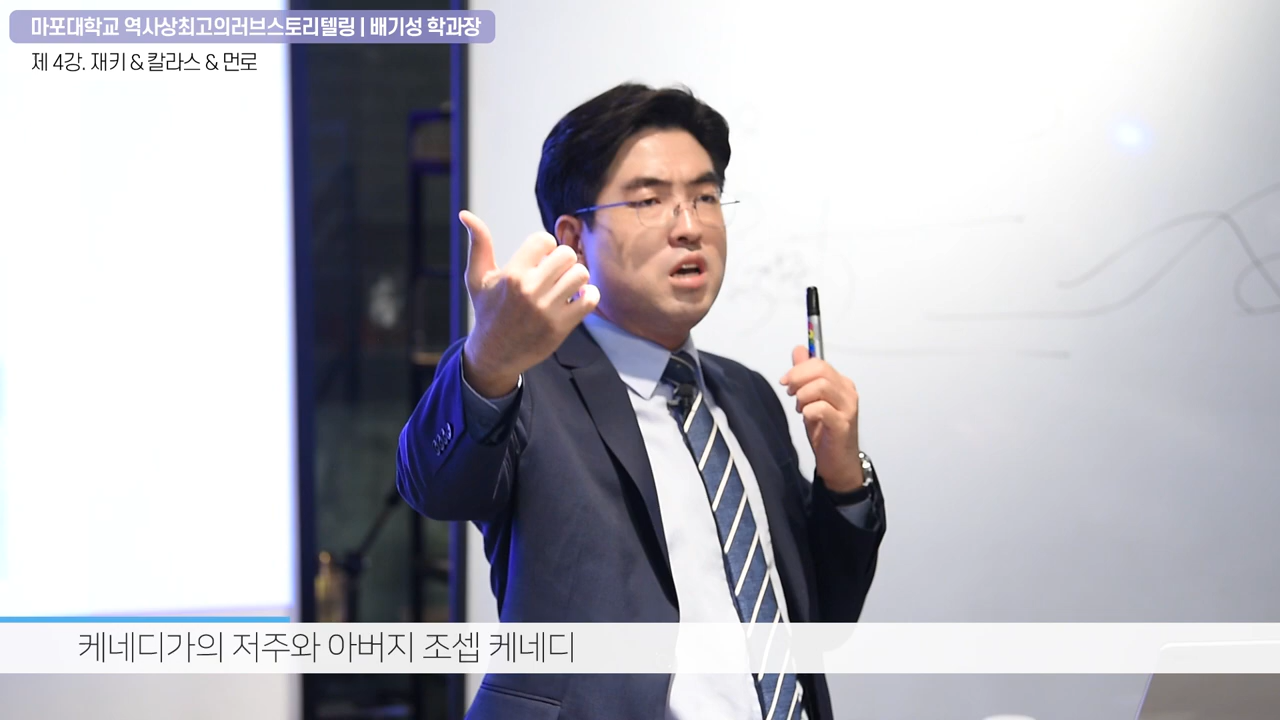 마포대학교 역사상최고의러브스토리텔링 | 배기성 학과장
제 4강. 재키 & 칼라스 & 먼로
케네디가의 저주와 아버지 조셉 케네디